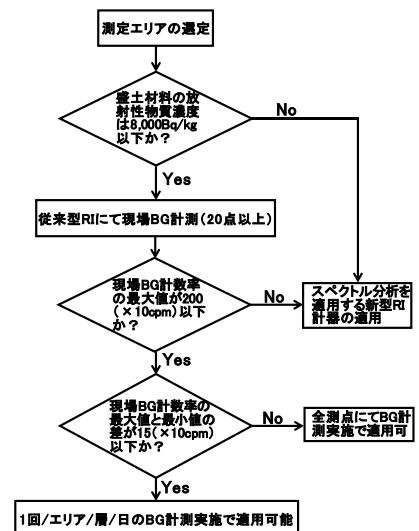 測定エリアの選定
盛土材料の放
射性物質濃度
は8,000Bq/kg
以下か？
No
Yes
従来型RIにて現場BG計測（20点以上）
現場BG計数率
の最大値が200
（×10cpm）以下
か？
No
スペクトル分析を
適用する新型RI
計器の適用
Yes
現場BG計数率の
最大値と最小値の
差が15（×10cpm）
以下か？
No
全測点にてBG計
測実施で適用可
Yes
1回/エリア/層/日のBG計測実施で適用可能